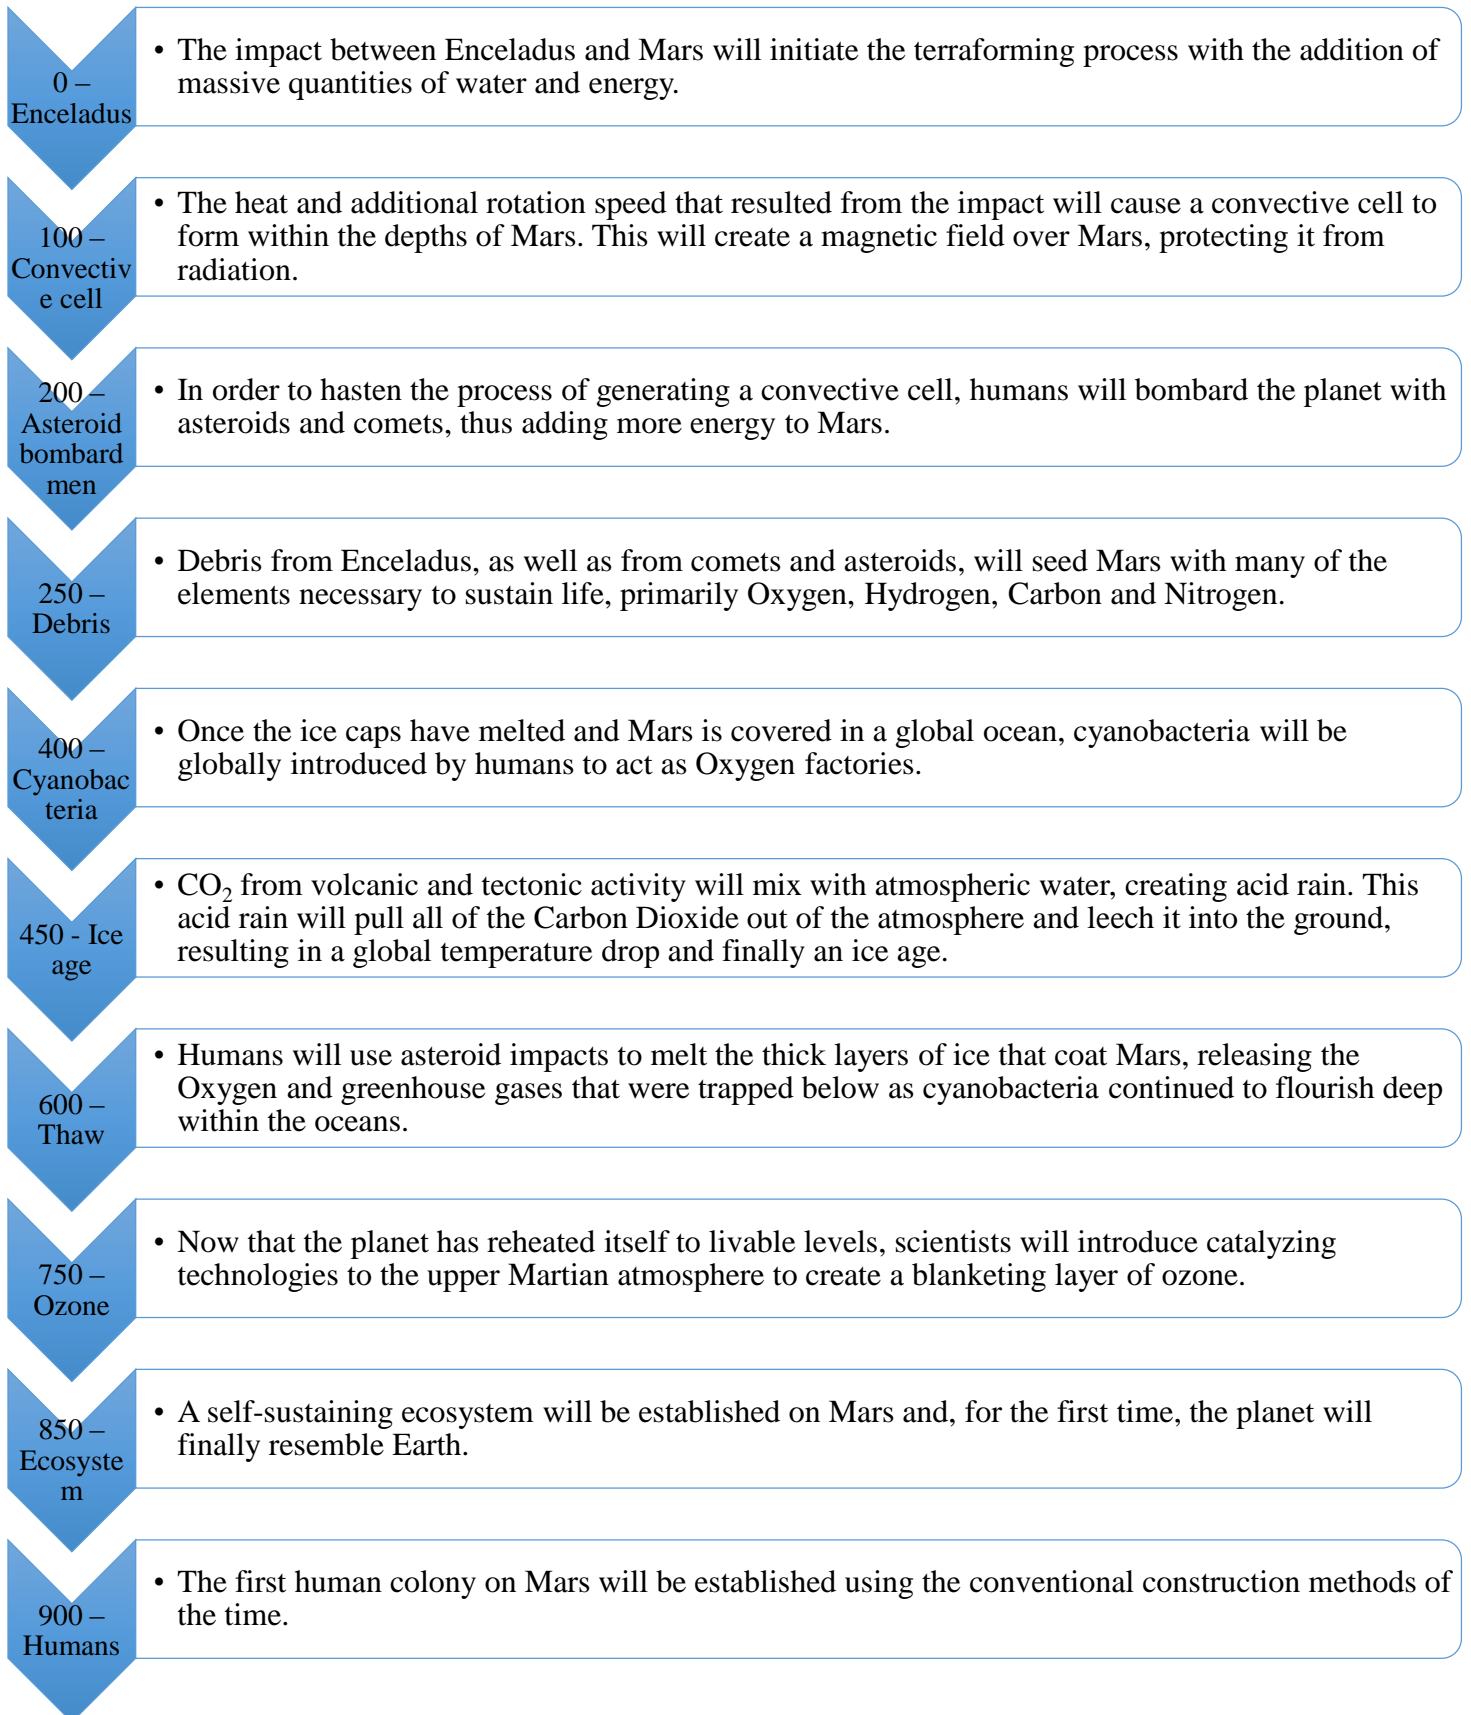 0 –
Enceladus
• The impact between Enceladus and Mars will initiate the terraforming process with the addition of
massive quantities of water and energy.
100 –
Convectiv
e cell
• The heat and additional rotation speed that resulted from the impact will cause a convective cell to
form within the depths of Mars. This will create a magnetic field over Mars, protecting it from
radiation.
200 –
Asteroid
bombard
men
• In order to hasten the process of generating a convective cell, humans will bombard the planet with
asteroids and comets, thus adding more energy to Mars.
250 –
Debris
• Debris from Enceladus, as well as from comets and asteroids, will seed Mars with many of the
elements necessary to sustain life, primarily Oxygen, Hydrogen, Carbon and Nitrogen.
400 –
Cyanobac
teria
• Once the ice caps have melted and Mars is covered in a global ocean, cyanobacteria will be
globally introduced by humans to act as Oxygen factories.
450 - Ice
age
• CO₂ from volcanic and tectonic activity will mix with atmospheric water, creating acid rain. This
acid rain will pull all of the Carbon Dioxide out of the atmosphere and leech it into the ground,
resulting in a global temperature drop and finally an ice age.
600 –
Thaw
• Humans will use asteroid impacts to melt the thick layers of ice that coat Mars, releasing the
Oxygen and greenhouse gases that were trapped below as cyanobacteria continued to flourish deep
within the oceans.
750 –
Ozone
• Now that the planet has reheated itself to livable levels, scientists will introduce catalyzing
technologies to the upper Martian atmosphere to create a blanketing layer of ozone.
850 –
Ecosyste
m
• A self-sustaining ecosystem will be established on Mars and, for the first time, the planet will
finally resemble Earth.
900 –
Humans
• The first human colony on Mars will be established using the conventional construction methods of
the time.